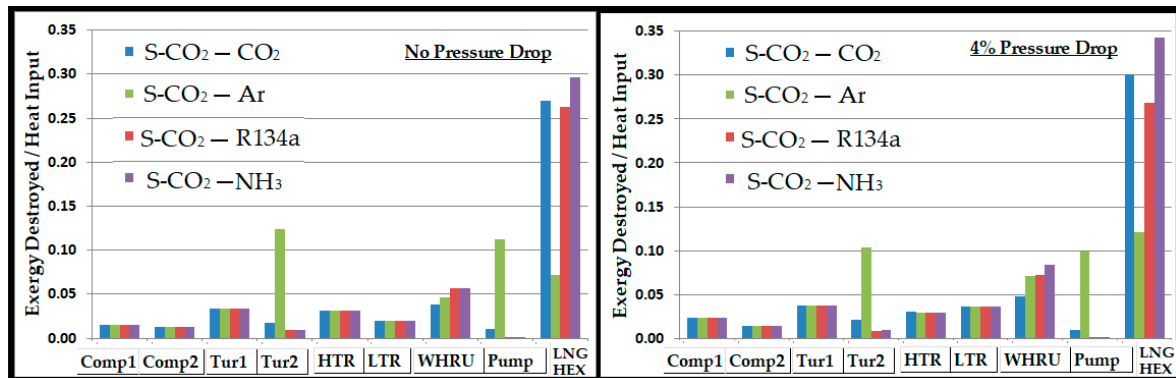 Exergy Destroyed / Heat Input
0.35
0.30
0.25
0.20
0.15
0.10
0.05
0.00
No Pressure Drop
S-CO₂ — CO₂
S-CO₂ — Ar
S-CO₂ — R134a
S-CO₂ — NH₃
Comp1 Comp2 Tur1 Tur2 HTR LTR WHRU Pump LNG
HEX
Exergy Destroyed / Heat Input
0.35
0.30
0.25
0.20
0.15
0.10
0.05
0.00
4% Pressure Drop
S-CO₂ — CO₂
S-CO₂ — Ar
S-CO₂ — R134a
S-CO₂ — NH₃
Comp1 Comp2 Tur1 Tur2 HTR LTR WHRU Pump LNG
HEX